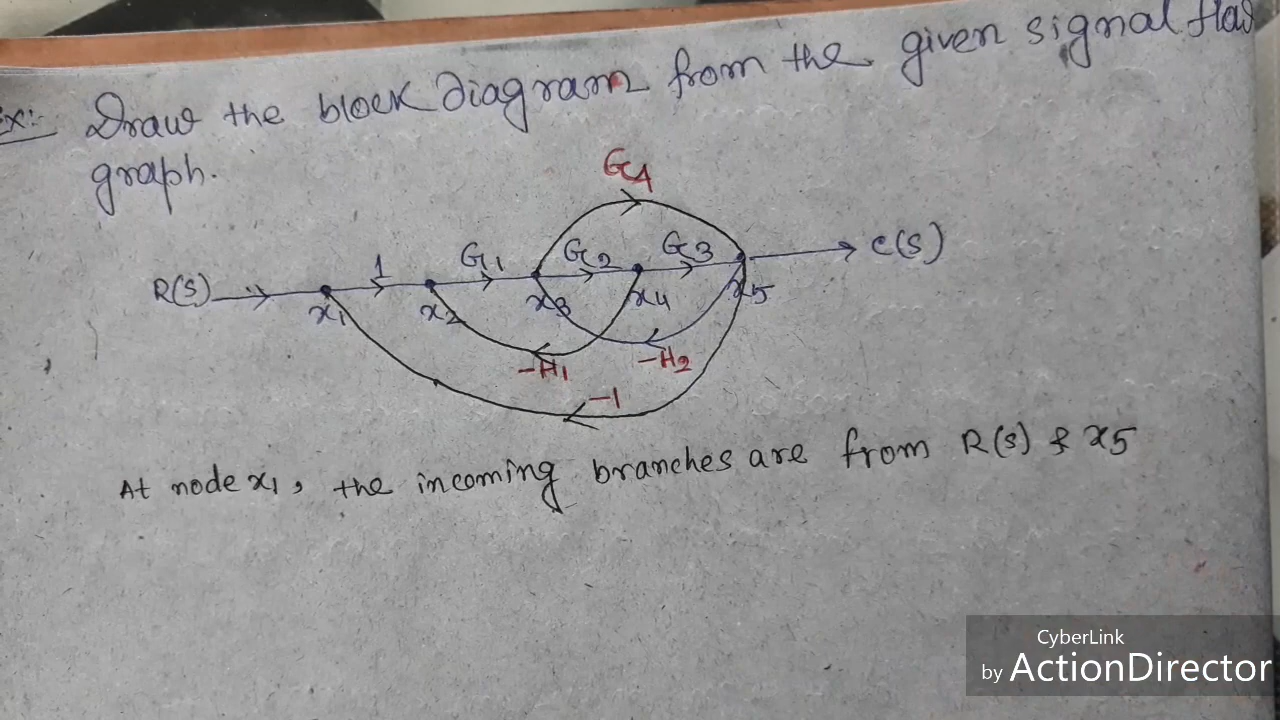 Ex:- Draw the block diagram from the given signal flow
graph.
G4
R(s) 1 G1 G2 G3 C(s)
x1 x2 x3 x4 x5
-H1 -H2
-1
At node x1, the incoming branches are from R(s) & x5
CyberLink
by ActionDirector